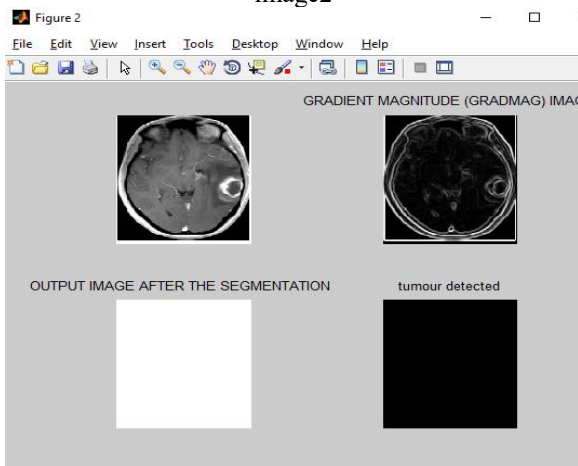 image2
Figure 2
File Edit View Insert Tools Desktop Window Help
GRADIENT MAGNITUDE (GRADMAG) IMA
OUTPUT IMAGE AFTER THE SEGMENTATION
tumour detected